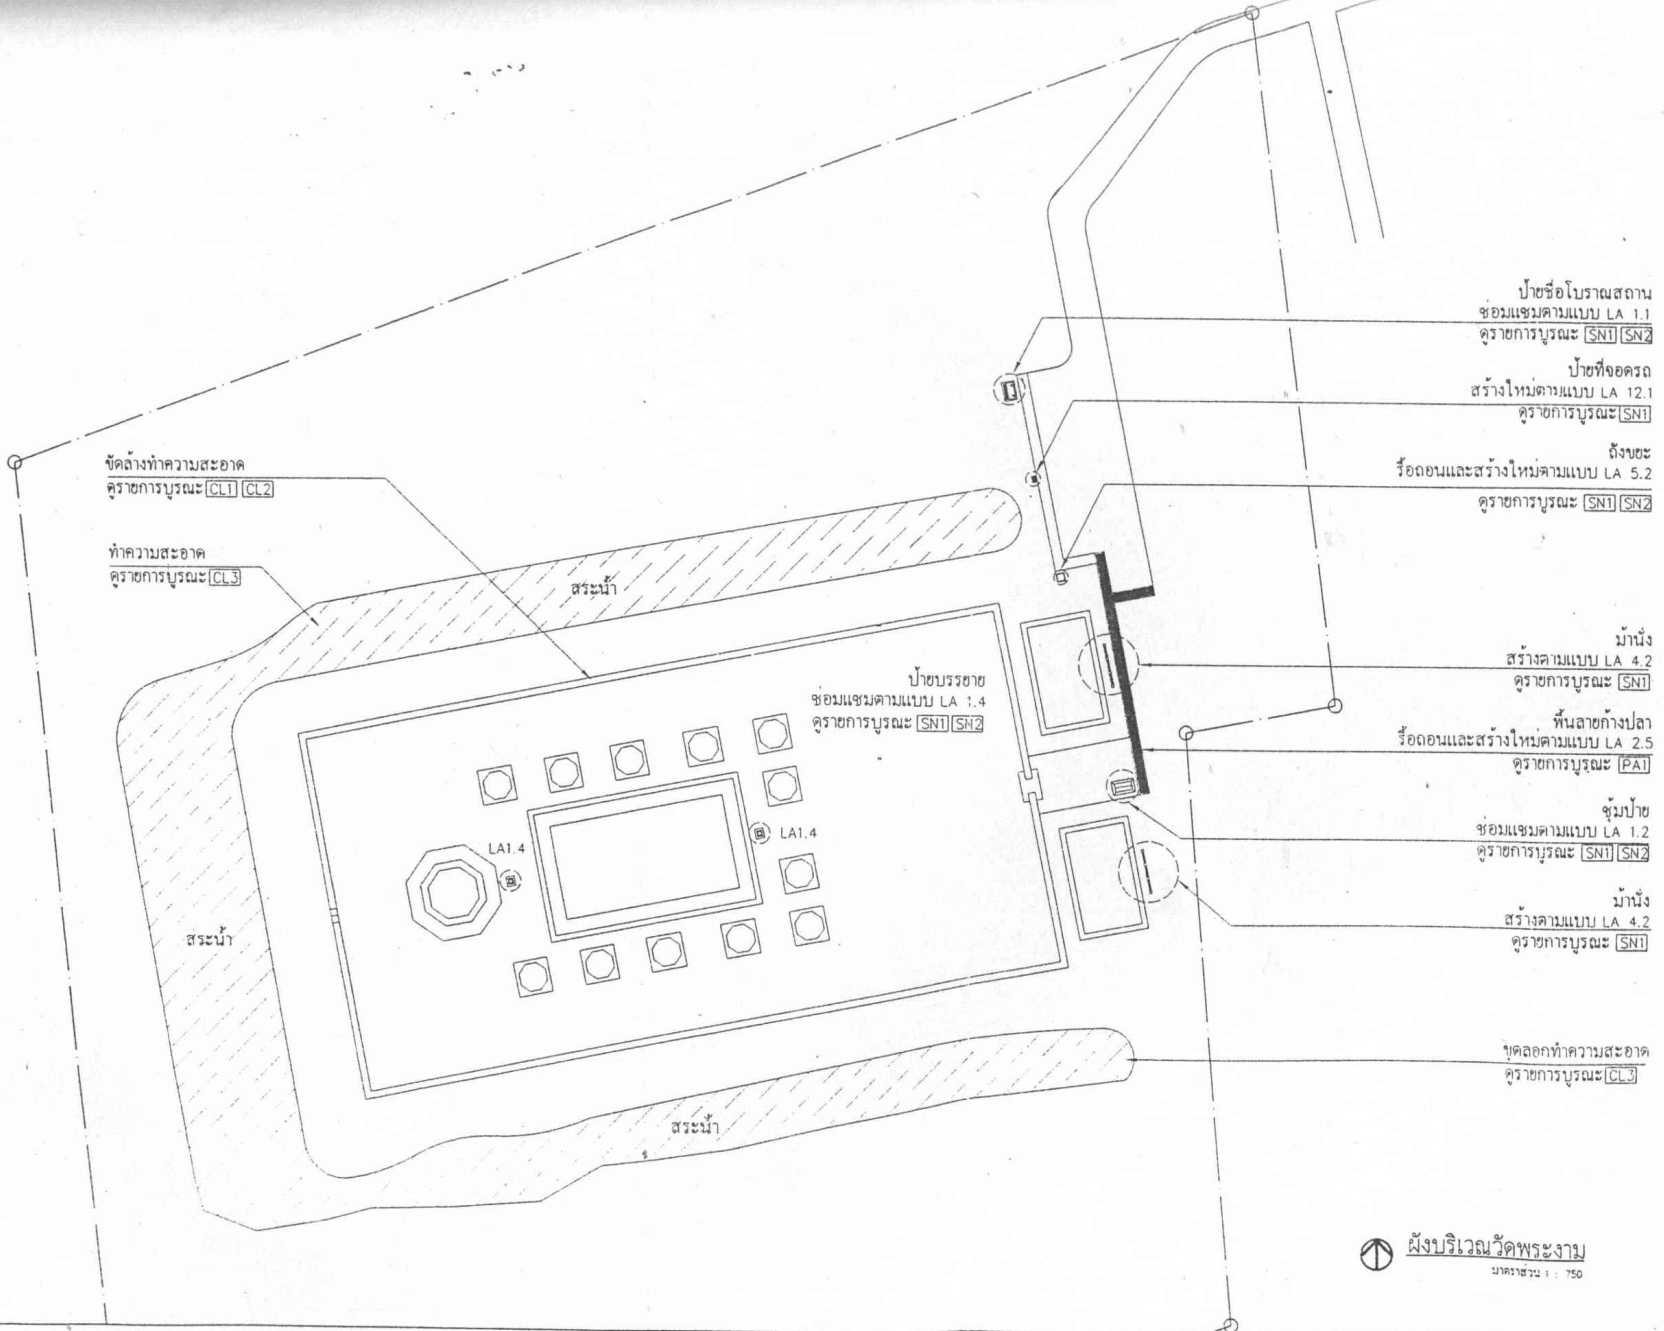 ป้ายชื่อโบราณสถาน
ซ่อมแซมตามแบบ LA 1.1
ดูรายการบูรณะ SN1 SN2
ป้ายที่จอดรถ
สร้างใหม่ตามแบบ LA 12.1
ดูรายการบูรณะ SN1
ถังขยะ
รื้อถอนและสร้างใหม่ตามแบบ LA 5.2
ดูรายการบูรณะ SN1 SN2
ขัดล้างทำความสะอาด
ดูรายการบูรณะ CL1 CL2
ทำความสะอาด
ดูรายการบูรณะ CL3
สระน้ำ
ม้านั่ง
สร้างตามแบบ LA 4.2
ดูรายการบูรณะ SN1
ป้ายบรรยาย
ซ่อมแซมตามแบบ LA 1.4
ดูรายการบูรณะ SN1 SN2
พื้นลายก้างปลา
รื้อถอนและสร้างใหม่ตามแบบ LA 2.5
ดูรายการบูรณะ PA1
ซุ้มป้าย
ซ่อมแซมตามแบบ LA 1.2
ดูรายการบูรณะ SN1 SN2
LA1.4
LA1.4
ม้านั่ง
สร้างตามแบบ LA 4.2
ดูรายการบูรณะ SN1
สระน้ำ
ขุดลอกทำความสะอาด
ดูรายการบูรณะ CL3
สระน้ำ
ผังบริเวณวัดพระงาม
มาตราส่วน 1 : 750